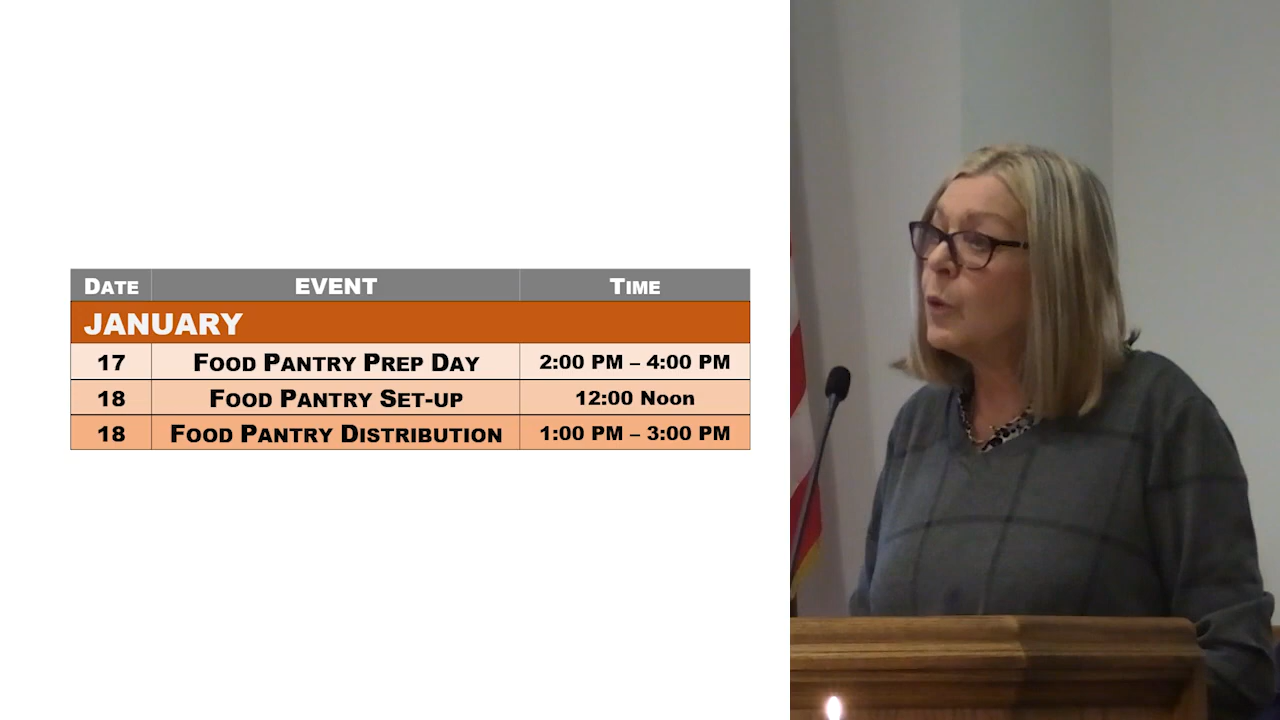 DATE EVENT TIME
JANUARY
17 FOOD PANTRY PREP DAY 2:00 PM – 4:00 PM
18 FOOD PANTRY SET-UP 12:00 Noon
18 FOOD PANTRY DISTRIBUTION 1:00 PM – 3:00 PM